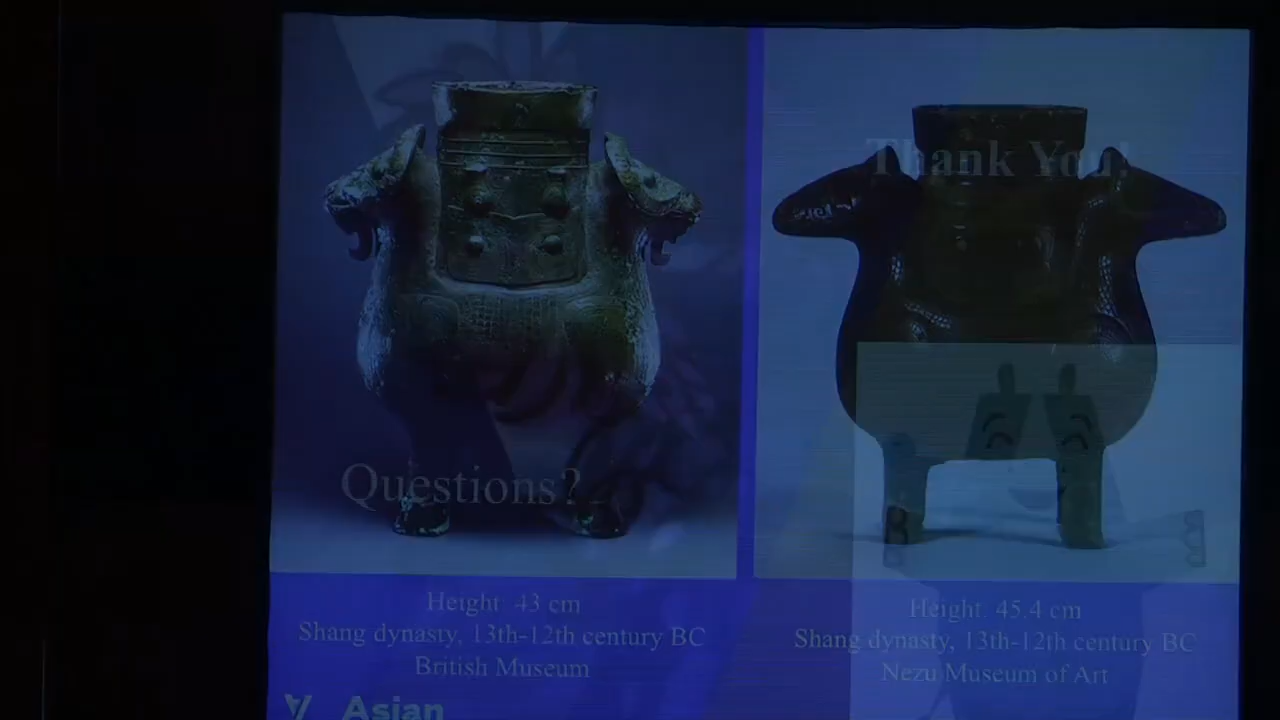 Thank You!
Questions?
Height: 43 cm
Shang dynasty, 13th-12th century BC
British Museum
Height: 45.4 cm
Shang dynasty, 13th-12th century BC
Nezu Museum of Art
Asian